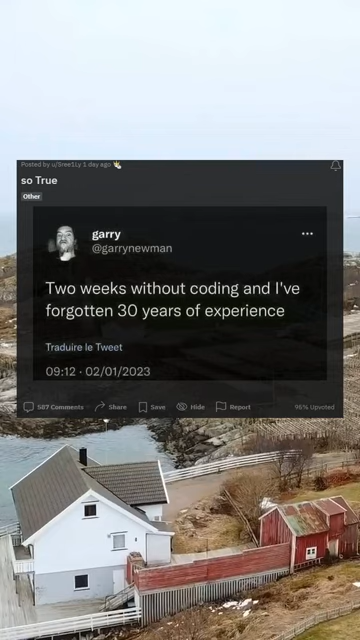 Posted by u/5ree1Ly 1 day ago
so True
Other
garry
@garrynewman
Two weeks without coding and I've
forgotten 30 years of experience
Traduire le Tweet
09:12 · 02/01/2023
587 Comments Share Save Hide Report 95% Upvoted